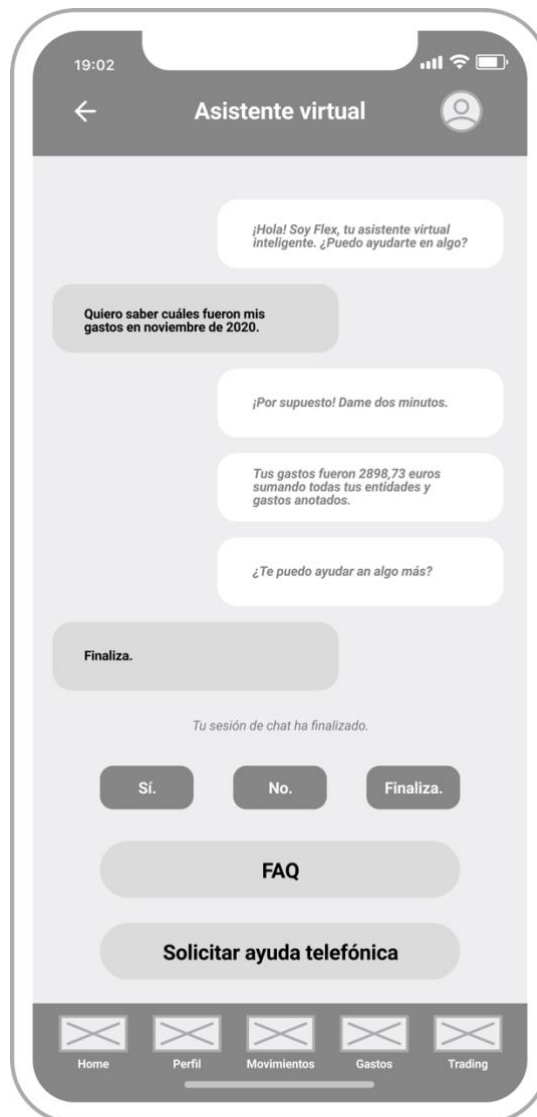 19:02
Asistente virtual
¡Hola! Soy Flex, tu asistente virtual
inteligente. ¿Puedo ayudarte en algo?
Quiero saber cuáles fueron mis
gastos en noviembre de 2020.
¡Por supuesto! Dame dos minutos.
Tus gastos fueron 2898,73 euros
sumando todas tus entidades y
gastos anotados.
¿Te puedo ayudar an algo más?
Finaliza.
Tu sesión de chat ha finalizado.
Sí. No. Finaliza.
FAQ
Solicitar ayuda telefónica
Home Perfil Movimientos Gastos Trading